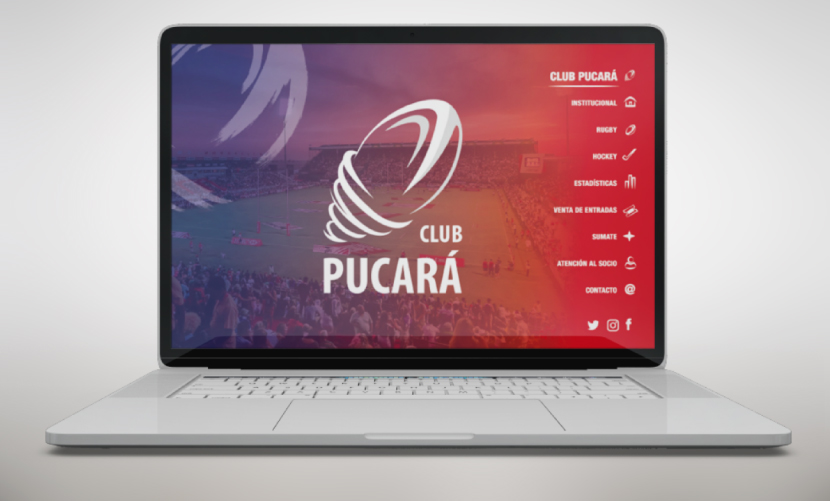 CLUB
PUCARÁ
CLUB PUCARÁ
INSTITUCIONAL
RUGBY
HOCKEY
ESTADÍSTICAS
VENTA DE ENTRADAS
SUMATE
ATENCIÓN AL SOCIO
CONTACTO